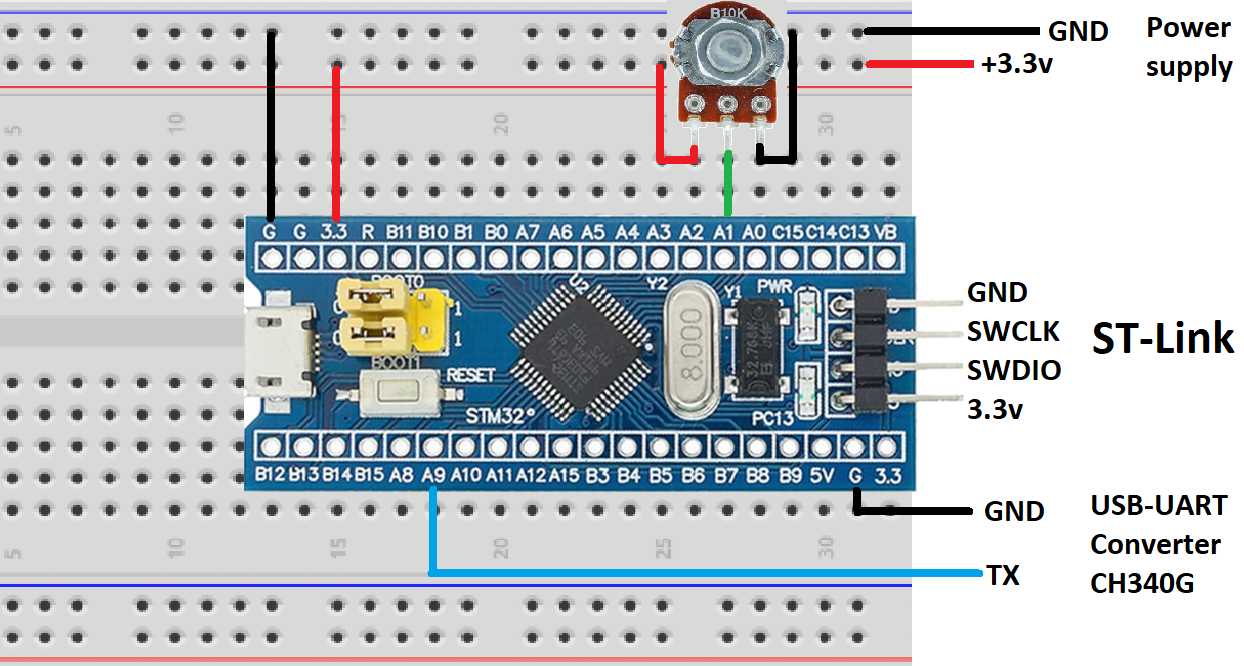 B10K
GND
Power
supply
+3.3v
5
10
15
20
30
G G 3.3 R B11 B10 B1 B0 A7 A6 A5 A4 A3 A2 A1 A0 C15 C14 C13 VB
BOOT0
U2
Y2
Y1
PWR
1
1
8.000
BOOT1
RESET
STM32
PC13
GND
SWCLK
SWDIO
3.3v
ST-Link
B12 B13 B14 B15 A8 A9 A10 A11 A12 A15 B3 B4 B5 B6 B7 B8 B9 5V G 3.3
GND
USB-UART
Converter
CH340G
TX
5
10
15
20
25
30